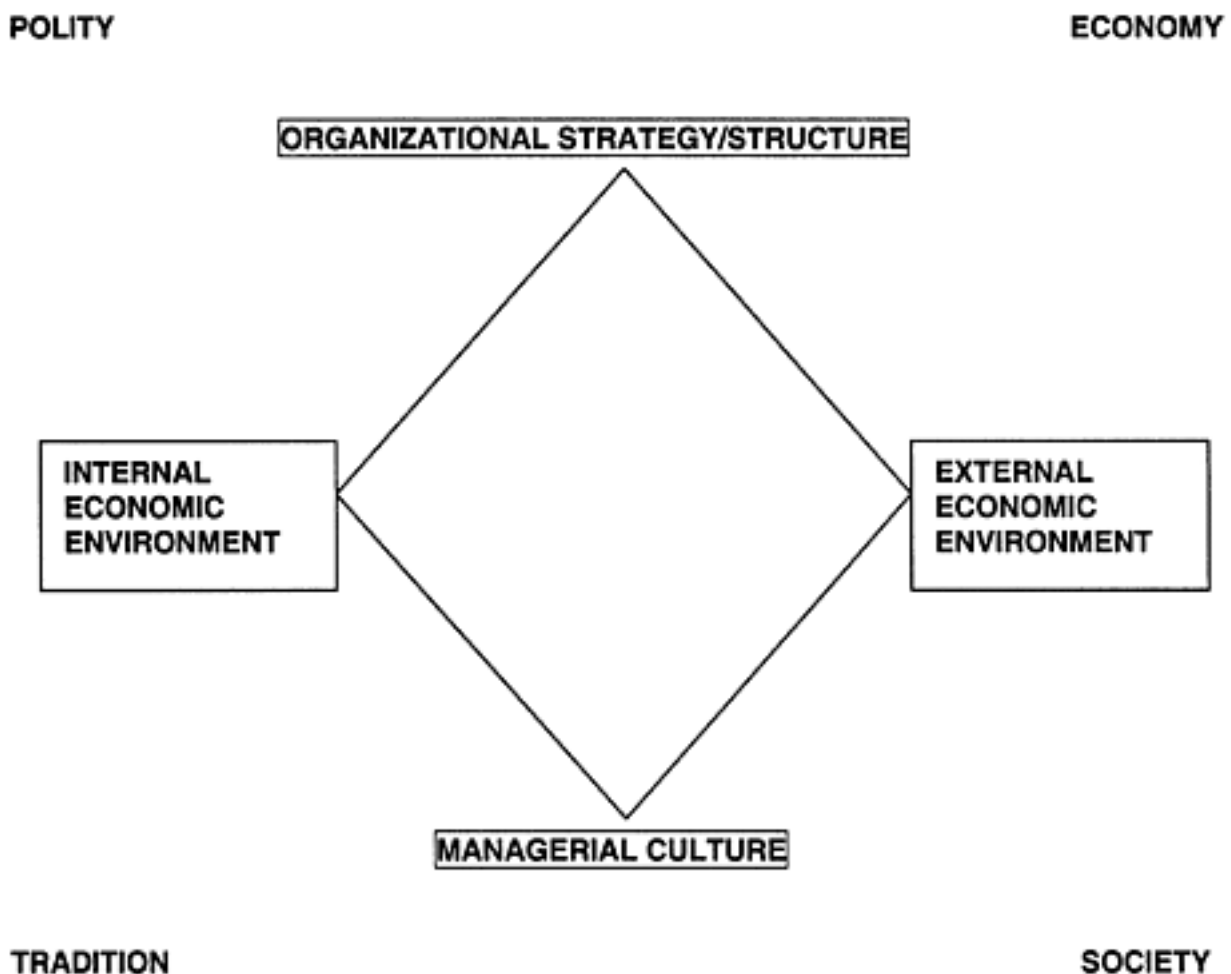 POLITY
ECONOMY
ORGANIZATIONAL STRATEGY/STRUCTURE
INTERNAL
ECONOMIC
ENVIRONMENT
EXTERNAL
ECONOMIC
ENVIRONMENT
MANAGERIAL CULTURE
TRADITION
SOCIETY